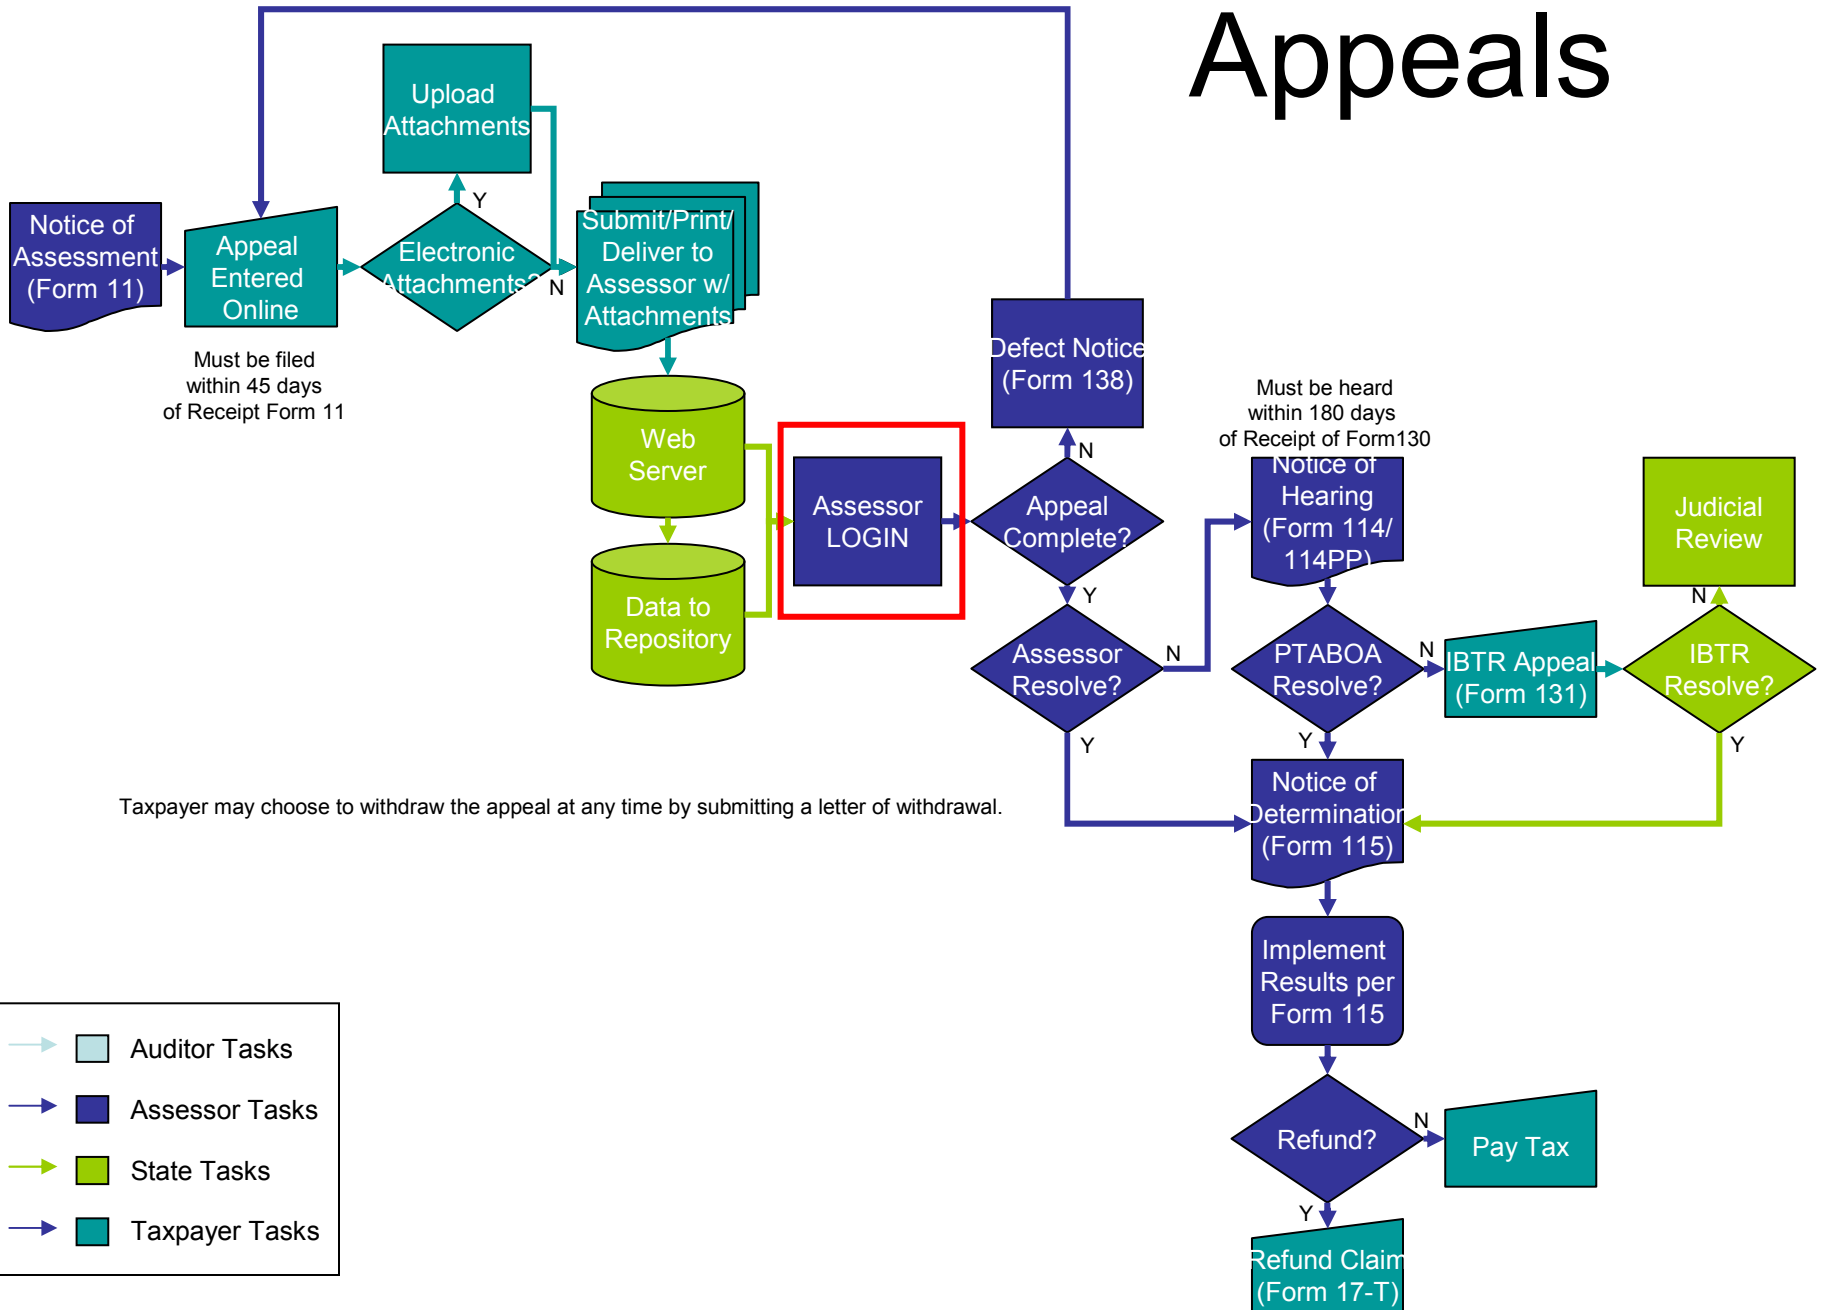 Appeals
Upload
Attachments
Y
Notice of
Assessment
(Form 11)
Appeal
Entered
Online
Electronic
Attachments?
N
Submit/Print/
Deliver to
Assessor w/
Attachments
Must be filed
within 45 days
of Receipt Form 11
Web
Server
Data to
Repository
Assessor
LOGIN
Defect Notice
(Form 138)
N
Appeal
Complete?
Y
Assessor
Resolve?
N
Y
Must be heard
within 180 days
of Receipt of Form130
Notice of
Hearing
(Form 114/
114PP)
PTABOA
Resolve?
N
Y
IBTR Appeal
(Form 131)
Judicial
Review
N
IBTR
Resolve?
Y
Notice of
Determination
(Form 115)
Taxpayer may choose to withdraw the appeal at any time by submitting a letter of withdrawal.
Implement
Results per
Form 115
Refund?
N
Pay Tax
Y
Refund Claim
(Form 17-T)
Auditor Tasks
Assessor Tasks
State Tasks
Taxpayer Tasks